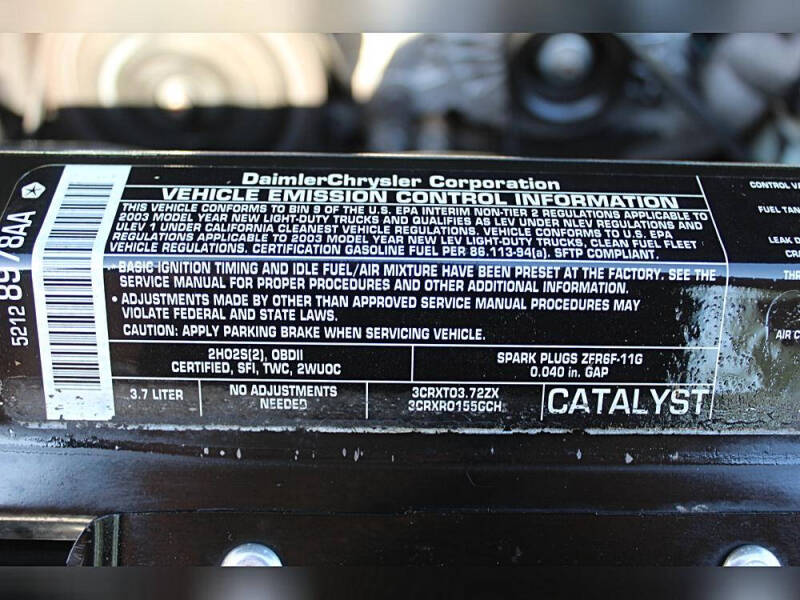 DaimlerChrysler Corporation
VEHICLE EMISSION CONTROL INFORMATION
THIS VEHICLE CONFORMS TO BIN 9 OF THE U.S. EPA INTERIM NON-TIER 2 REGULATIONS APPLICABLE TO
2003 MODEL YEAR NEW LIGHT-DUTY TRUCKS AND QUALIFIES AS LEV UNDER NLEV REGULATIONS AND
ULEV 1 UNDER CALIFORNIA CLEANEST VEHICLE REGULATIONS. VEHICLE CONFORMS TO U.S. EPA
REGULATIONS APPLICABLE TO 2003 MODEL YEAR NEW LEV LIGHT-DUTY TRUCKS, CLEAN FUEL FLEET
VEHICLE REGULATIONS. CERTIFICATION GASOLINE FUEL PER 86.113-94(a). SFTP COMPLIANT.
BASIC IGNITION TIMING AND IDLE FUEL/AIR MIXTURE HAVE BEEN PRESET AT THE FACTORY. SEE THE
SERVICE MANUAL FOR PROPER PROCEDURES AND OTHER ADDITIONAL INFORMATION.
• ADJUSTMENTS MADE BY OTHER THAN APPROVED SERVICE MANUAL PROCEDURES MAY
VIOLATE FEDERAL AND STATE LAWS.
CAUTION: APPLY PARKING BRAKE WHEN SERVICING VEHICLE.
2HO2S(2), OBDII
CERTIFIED, SFI, TWC, 2WUOC
SPARK PLUGS ZFR6F-11G
0.040 in. GAP
3.7 LITER
NO ADJUSTMENTS
NEEDED
3CRXT03.72ZX
3CRXR0155GCH
CATALYST
5212 8978AA
CONTROL VE
FUEL TAN
LEAK D
CRA
THR
AIR C